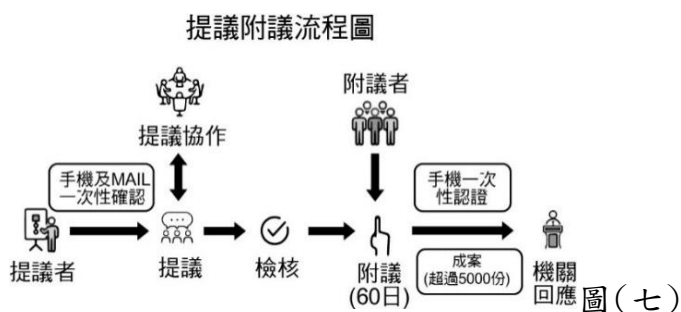 提議附議流程圖
提議協作
附議者
手機及MAIL
一次性確認
手機一次
性認證
提議者
提議
檢核
附議
(60日)
成案
(超過5000份)
機關
回應
圖(七)